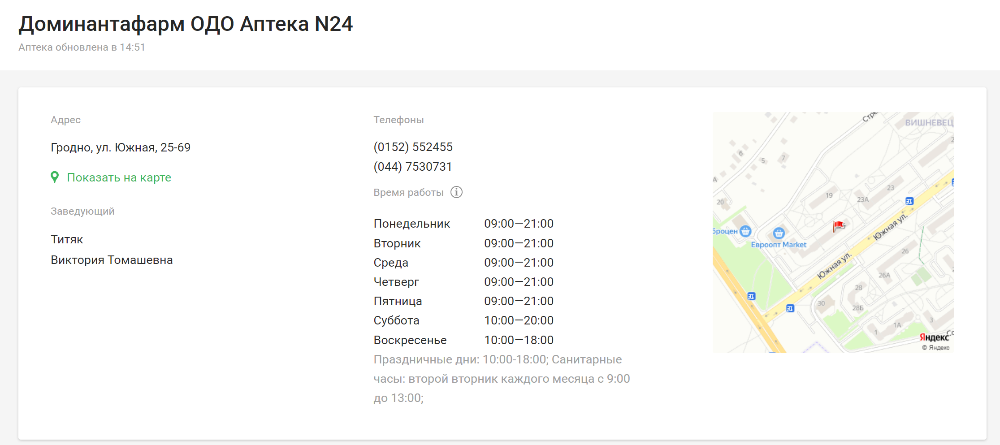 Доминантафарм ОДО Аптека N24
Аптека обновлена в 14:51
Адрес
Гродно, ул. Южная, 25-69
Показать на карте
Заведующий
Титяк
Виктория Томашевна
Телефоны
(0152) 552455
(044) 7530731
Время работы
Понедельник 09:00—21:00
Вторник 09:00—21:00
Среда 09:00—21:00
Четверг 09:00—21:00
Пятница 09:00—21:00
Суббота 10:00—20:00
Воскресенье 10:00—18:00
Праздничные дни: 10:00-18:00; Санитарные
часы: второй вторник каждого месяца с 9:00
до 13:00;
Стре
ВИШНЕВЕЦ
6
5
7
А
20
19
23
23А
броцен
Евроопт Market
Южная ул.
Южная ул.
26
26А
28
28Б
30
1
1А
3
Со
Яндекс
© Яндекс